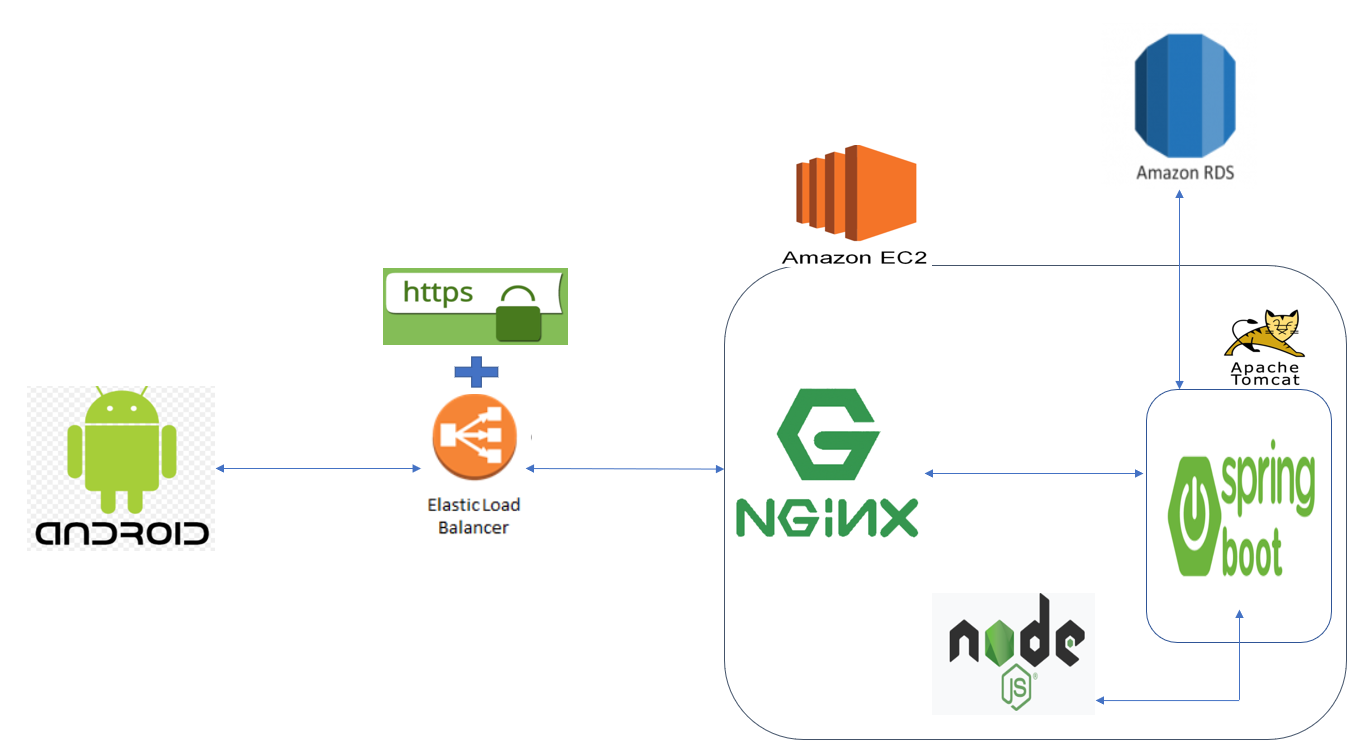 Amazon RDS
Amazon EC2
https
Apache
Tomcat
Elastic Load
Balancer
ANDROID
NGiNX
spring
boot
node
JS
®